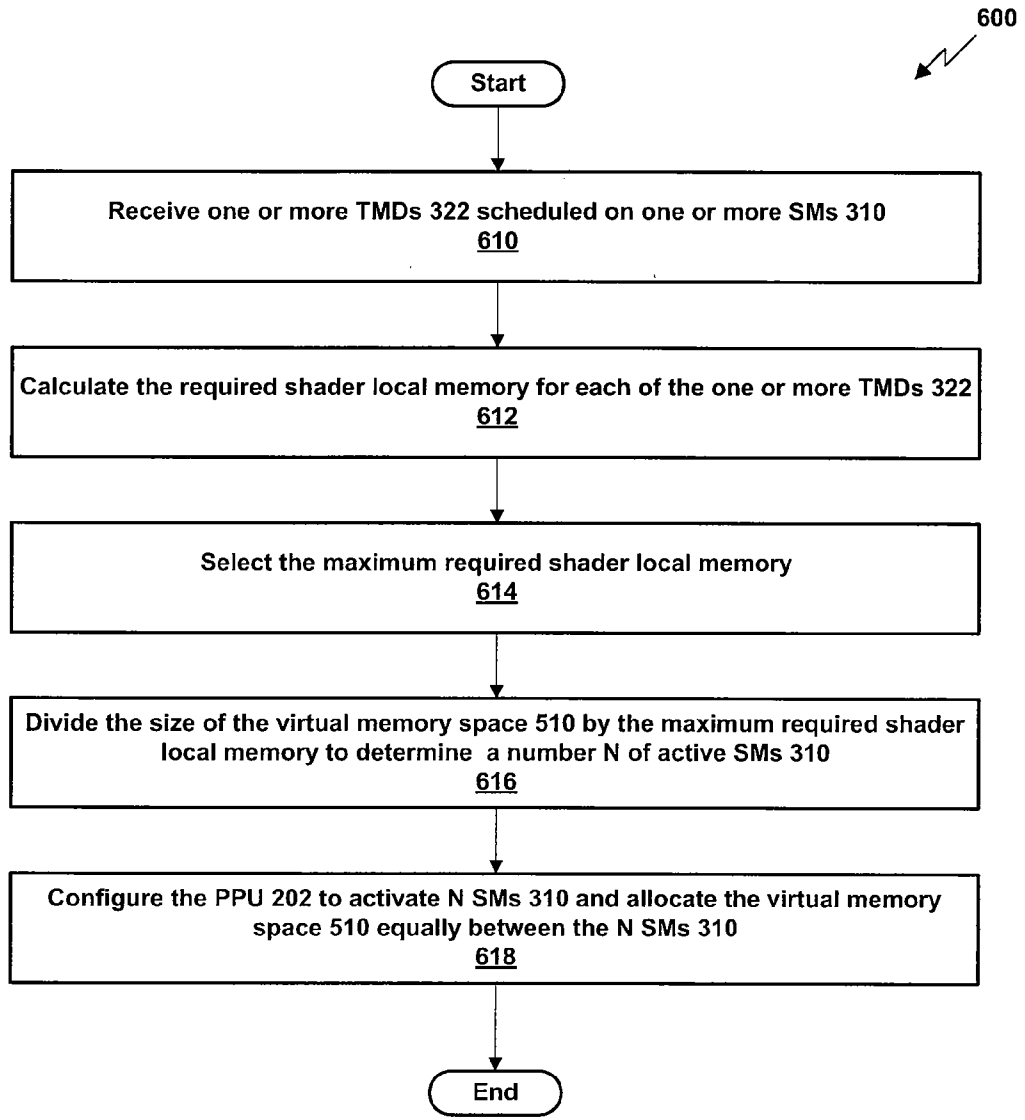 600
Start
Receive one or more TMDs 322 scheduled on one or more SMs 310
610
Calculate the required shader local memory for each of the one or more TMDs 322
612
Select the maximum required shader local memory
614
Divide the size of the virtual memory space 510 by the maximum required shader
local memory to determine a number N of active SMs 310
616
Configure the PPU 202 to activate N SMs 310 and allocate the virtual memory
space 510 equally between the N SMs 310
618
End